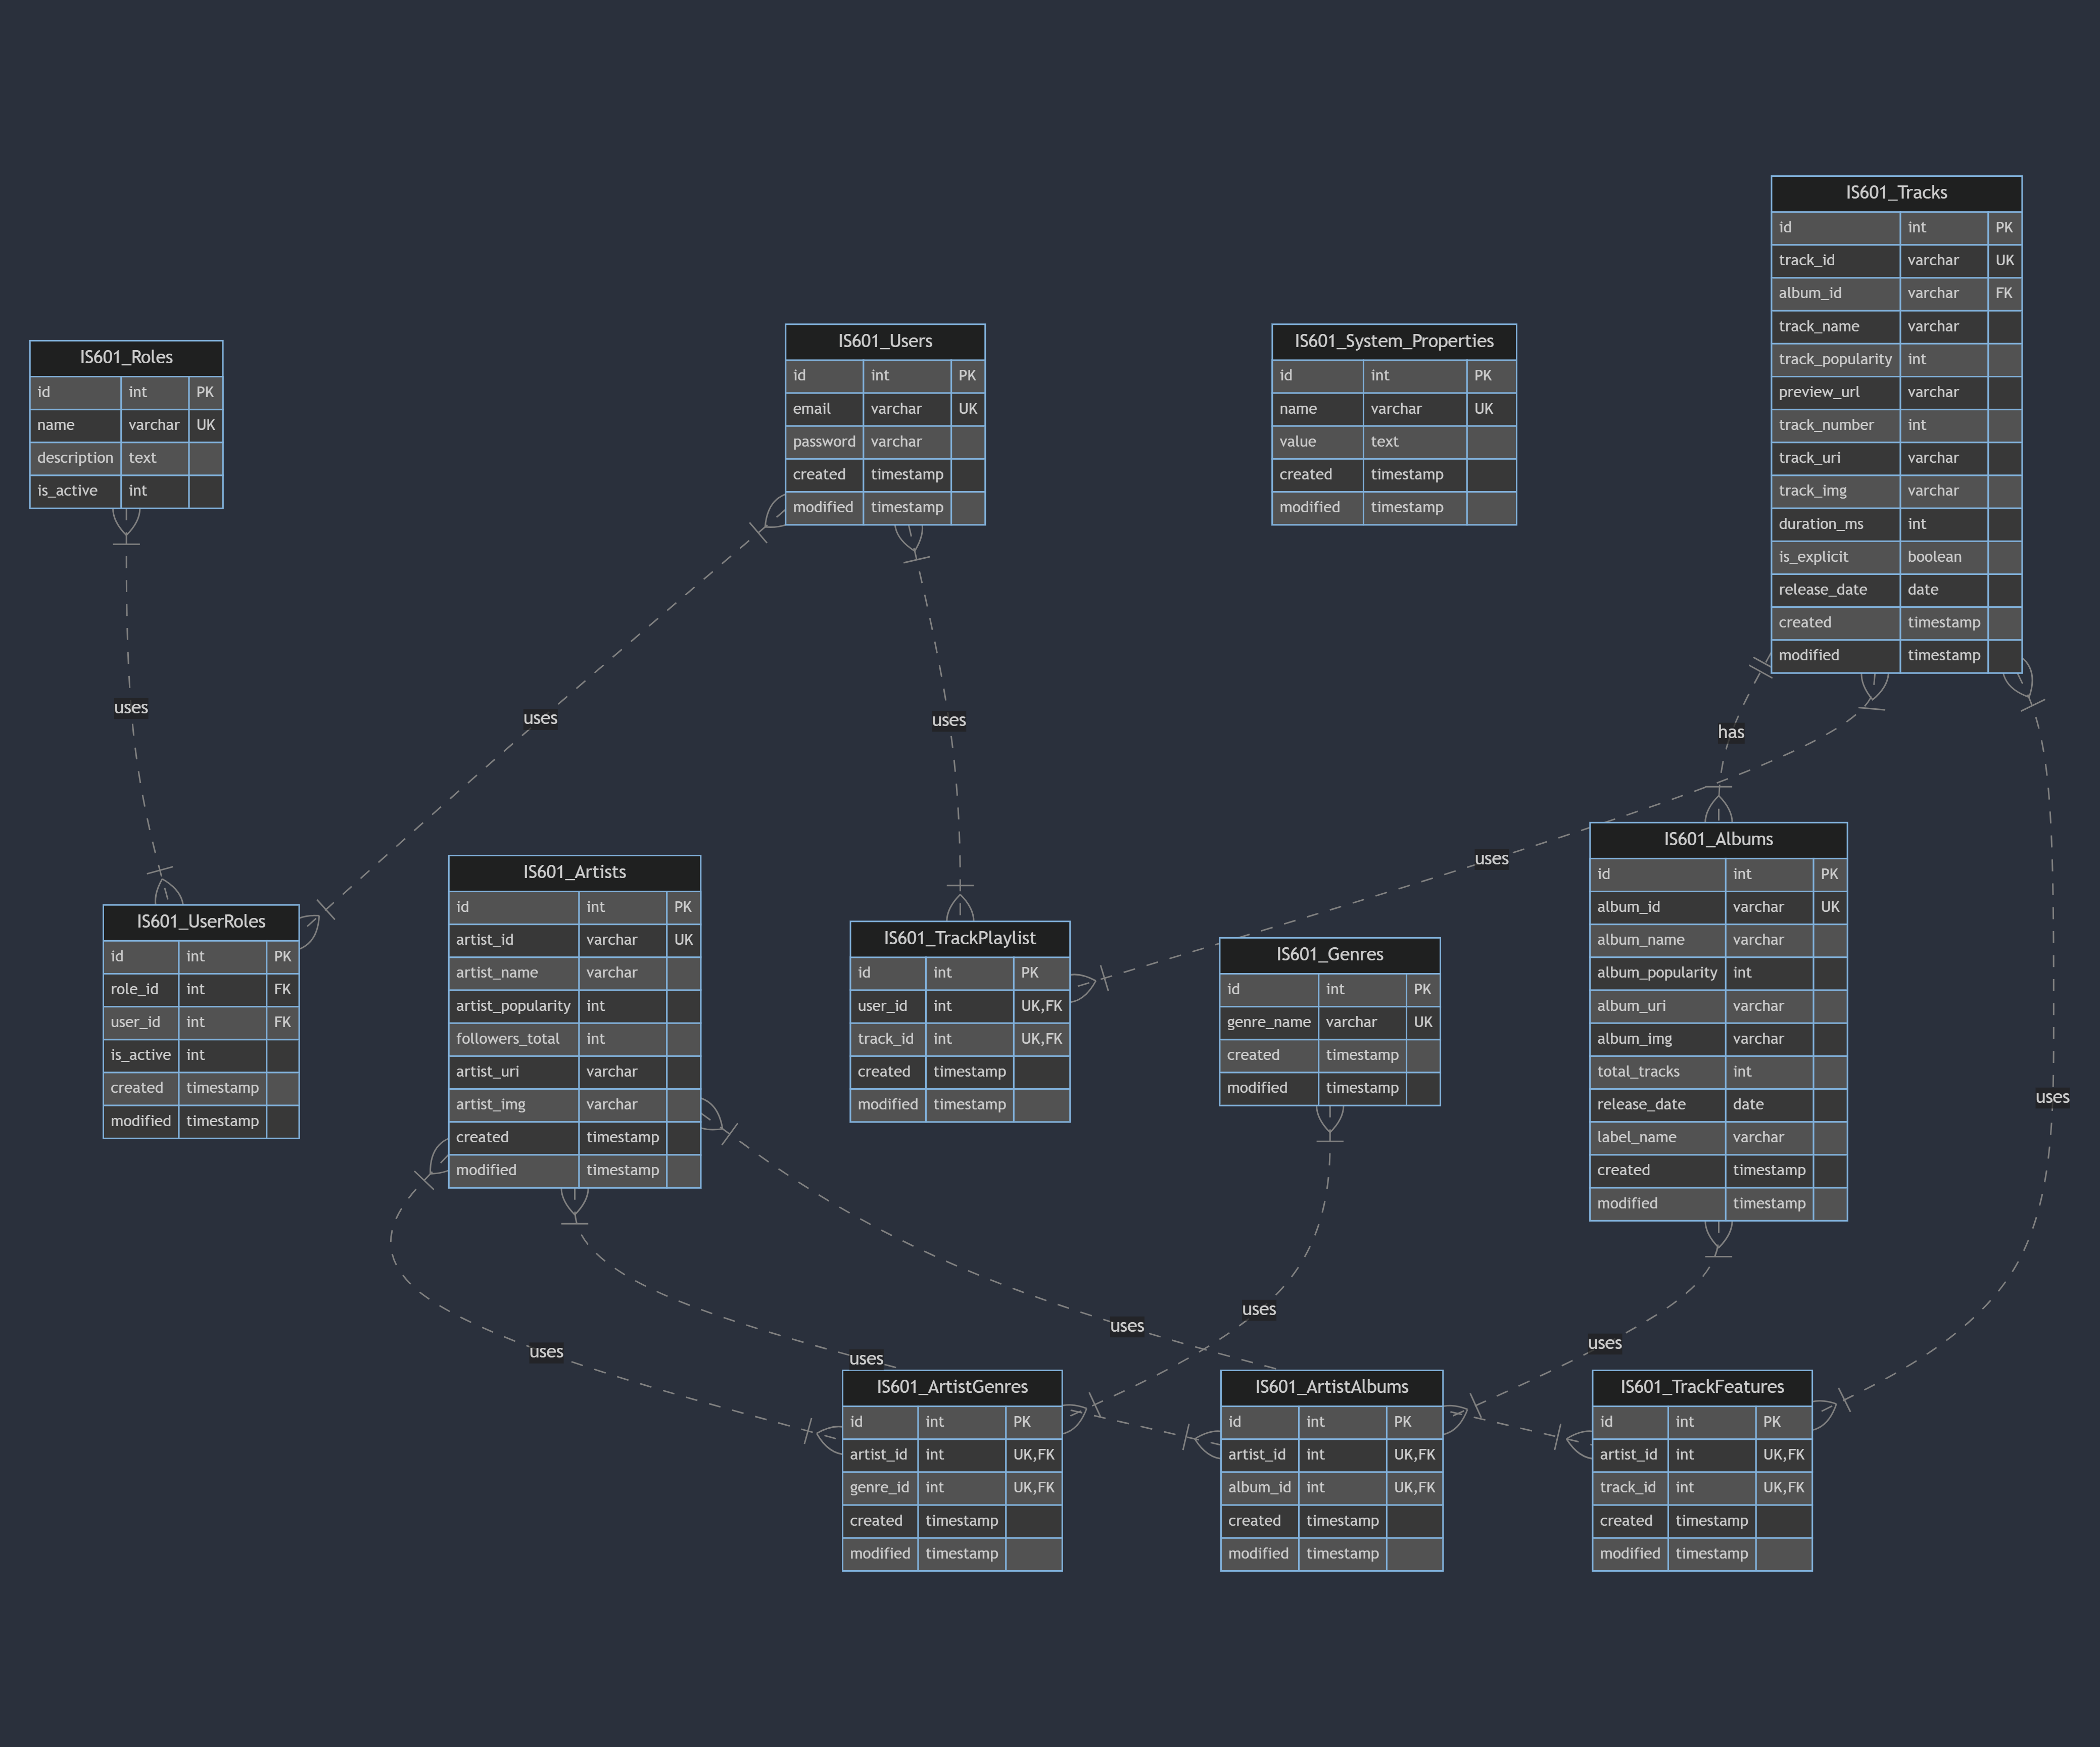 IS601_Tracks
id int PK
track_id varchar UK
album_id varchar FK
track_name varchar
track_popularity int
preview_url varchar
track_number int
track_uri varchar
track_img varchar
duration_ms int
is_explicit boolean
release_date date
created timestamp
modified timestamp
IS601_Roles
id int PK
name varchar UK
description text
is_active int
IS601_Users
id int PK
email varchar UK
password varchar
created timestamp
modified timestamp
IS601_System_Properties
id int PK
name varchar UK
value text
created timestamp
modified timestamp
uses
uses
uses
has
uses
uses
IS601_UserRoles
id int PK
role_id int FK
user_id int FK
is_active int
created timestamp
modified timestamp
IS601_Artists
id int PK
artist_id varchar UK
artist_name varchar
artist_popularity int
followers_total int
artist_uri varchar
artist_img varchar
created timestamp
modified timestamp
IS601_TrackPlaylist
id int PK
user_id int UK,FK
track_id int UK,FK
created timestamp
modified timestamp
IS601_Genres
id int PK
genre_name varchar UK
created timestamp
modified timestamp
IS601_Albums
id int PK
album_id varchar UK
album_name varchar
album_popularity int
album_uri varchar
album_img varchar
total_tracks int
release_date date
label_name varchar
created timestamp
modified timestamp
uses
uses
uses
uses
uses
IS601_ArtistGenres
id int PK
artist_id int UK,FK
genre_id int UK,FK
created timestamp
modified timestamp
IS601_ArtistAlbums
id int PK
artist_id int UK,FK
album_id int UK,FK
created timestamp
modified timestamp
IS601_TrackFeatures
id int PK
artist_id int UK,FK
track_id int UK,FK
created timestamp
modified timestamp